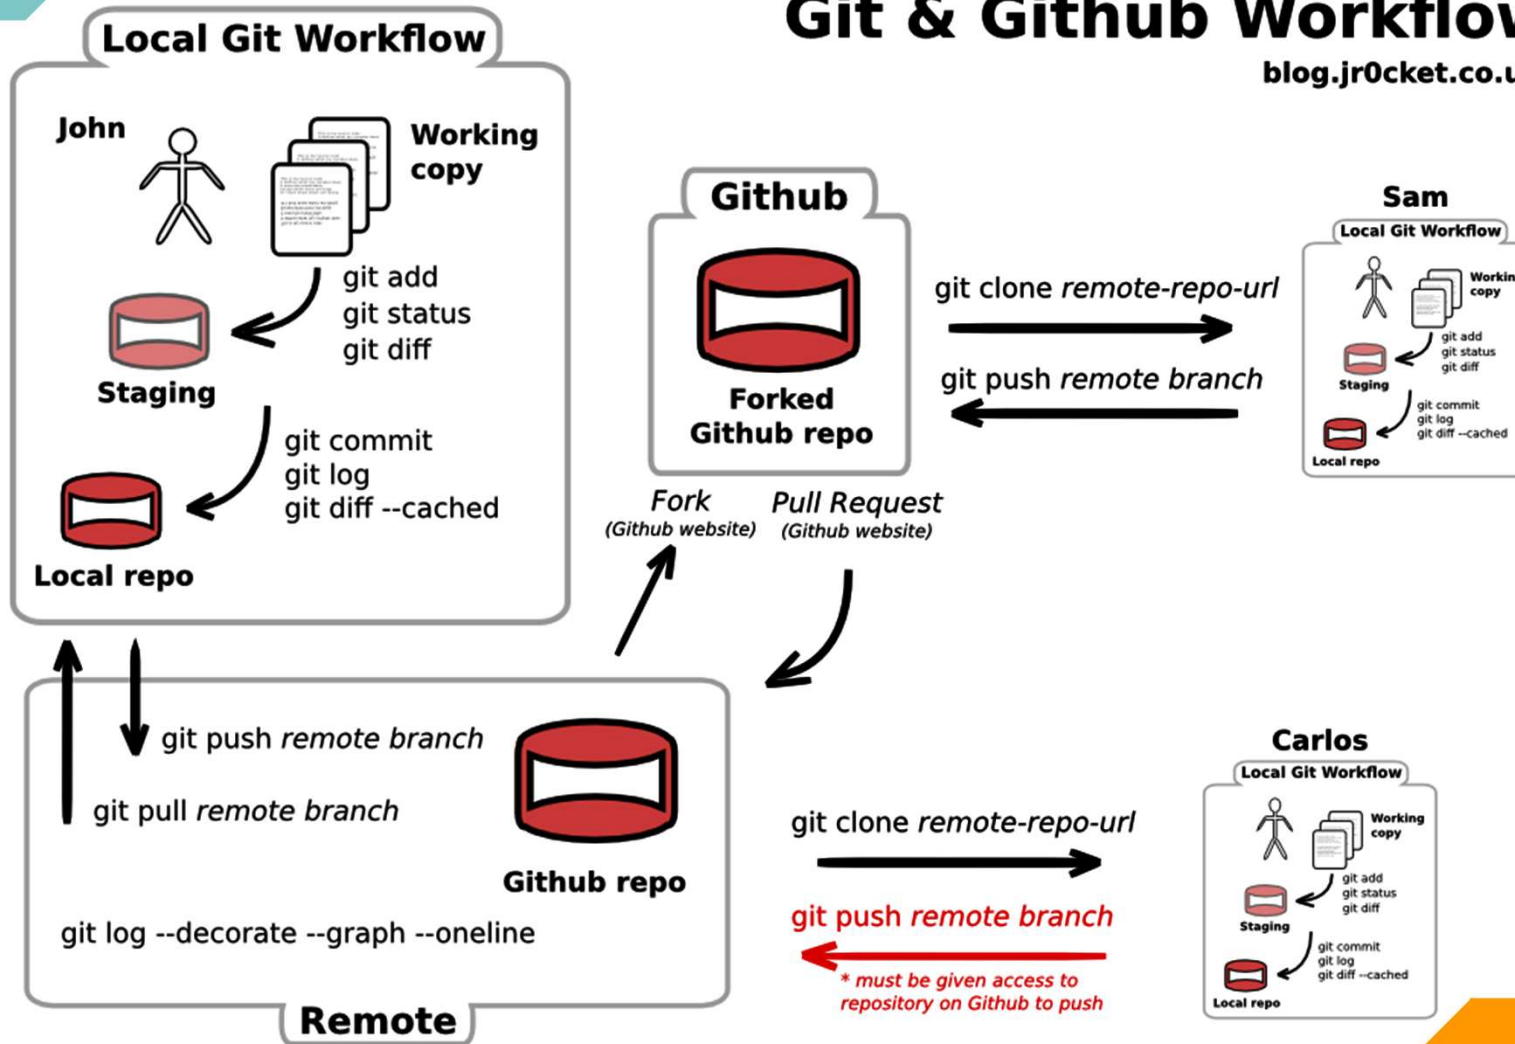 Git & Github Workflow
blog.jr0cket.co.u
Local Git Workflow
John
Working
copy
git add
git status
git diff
Staging
git commit
git log
git diff --cached
Local repo
Github
Forked
Github repo
Fork
(Github website)
Pull Request
(Github website)
git clone remote-repo-url
git push remote branch
Sam
Local Git Workflow
Workin
copy
git add
git status
git diff
Staging
git commit
git log
git diff --cached
Local repo
git push remote branch
git pull remote branch
Github repo
git log --decorate --graph --oneline
Remote
git clone remote-repo-url
git push remote branch
* must be given access to
repository on Github to push
Carlos
Local Git Workflow
Working
copy
git add
git status
git diff
Staging
git commit
git log
git diff --cached
Local repo